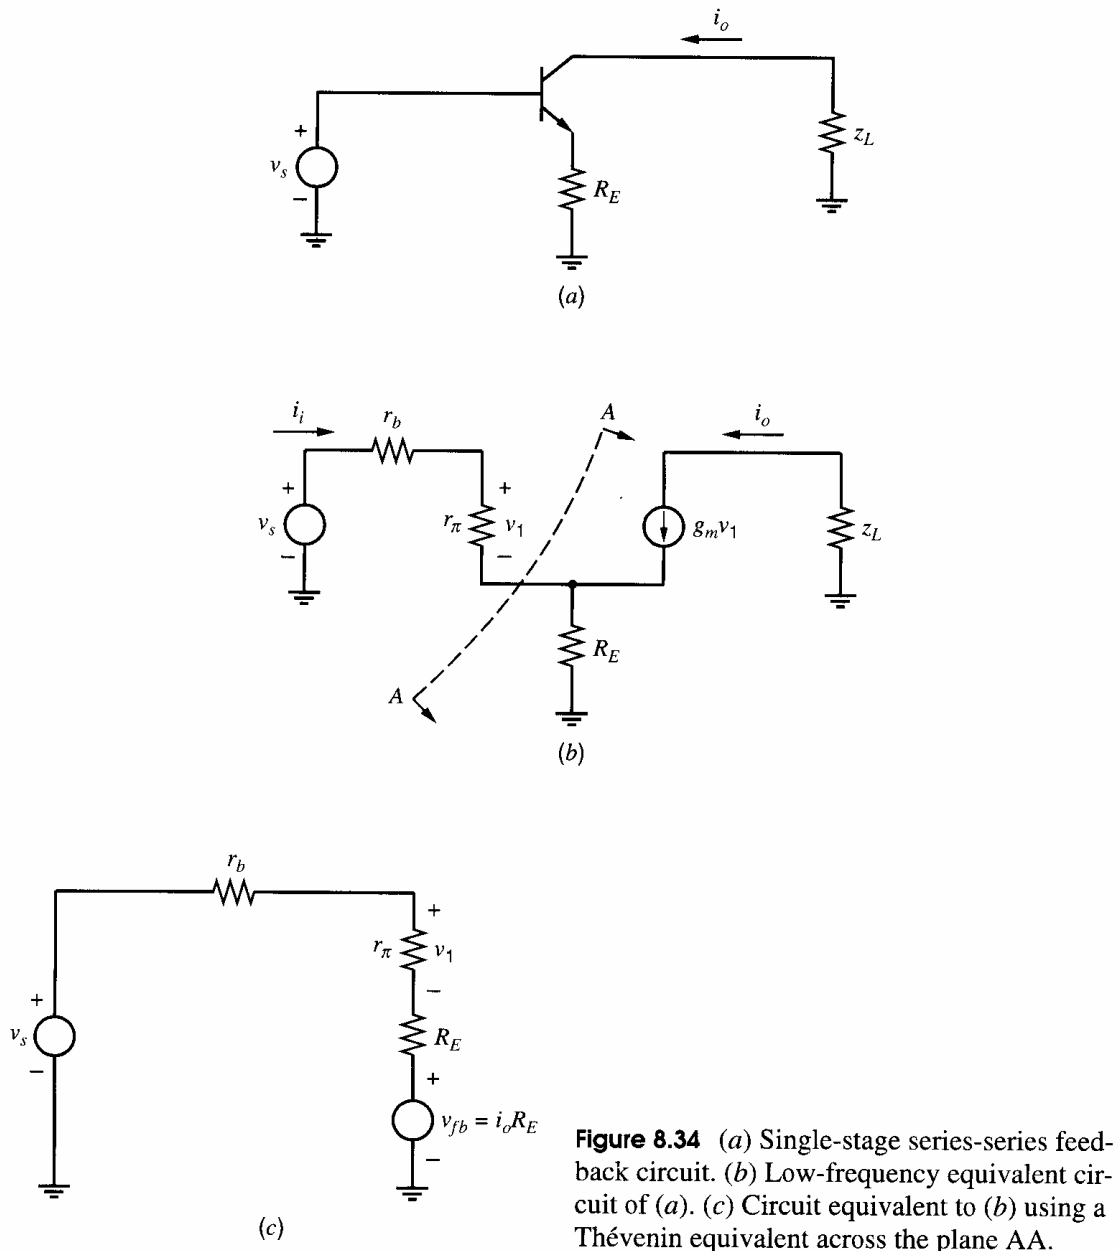 i_o
v_s
+
−
z_L
R_E
(a)
i_i
r_b
A
i_o
+
v_s
−
r_π
+
v_1
−
g_m v_1
z_L
R_E
A
(b)
r_b
+
r_π
v_1
−
+
v_s
−
R_E
+
v_fb = i_o R_E
−
(c)
Figure 8.34 (a) Single-stage series-series feed-
back circuit. (b) Low-frequency equivalent cir-
cuit of (a). (c) Circuit equivalent to (b) using a
Thévenin equivalent across the plane AA.